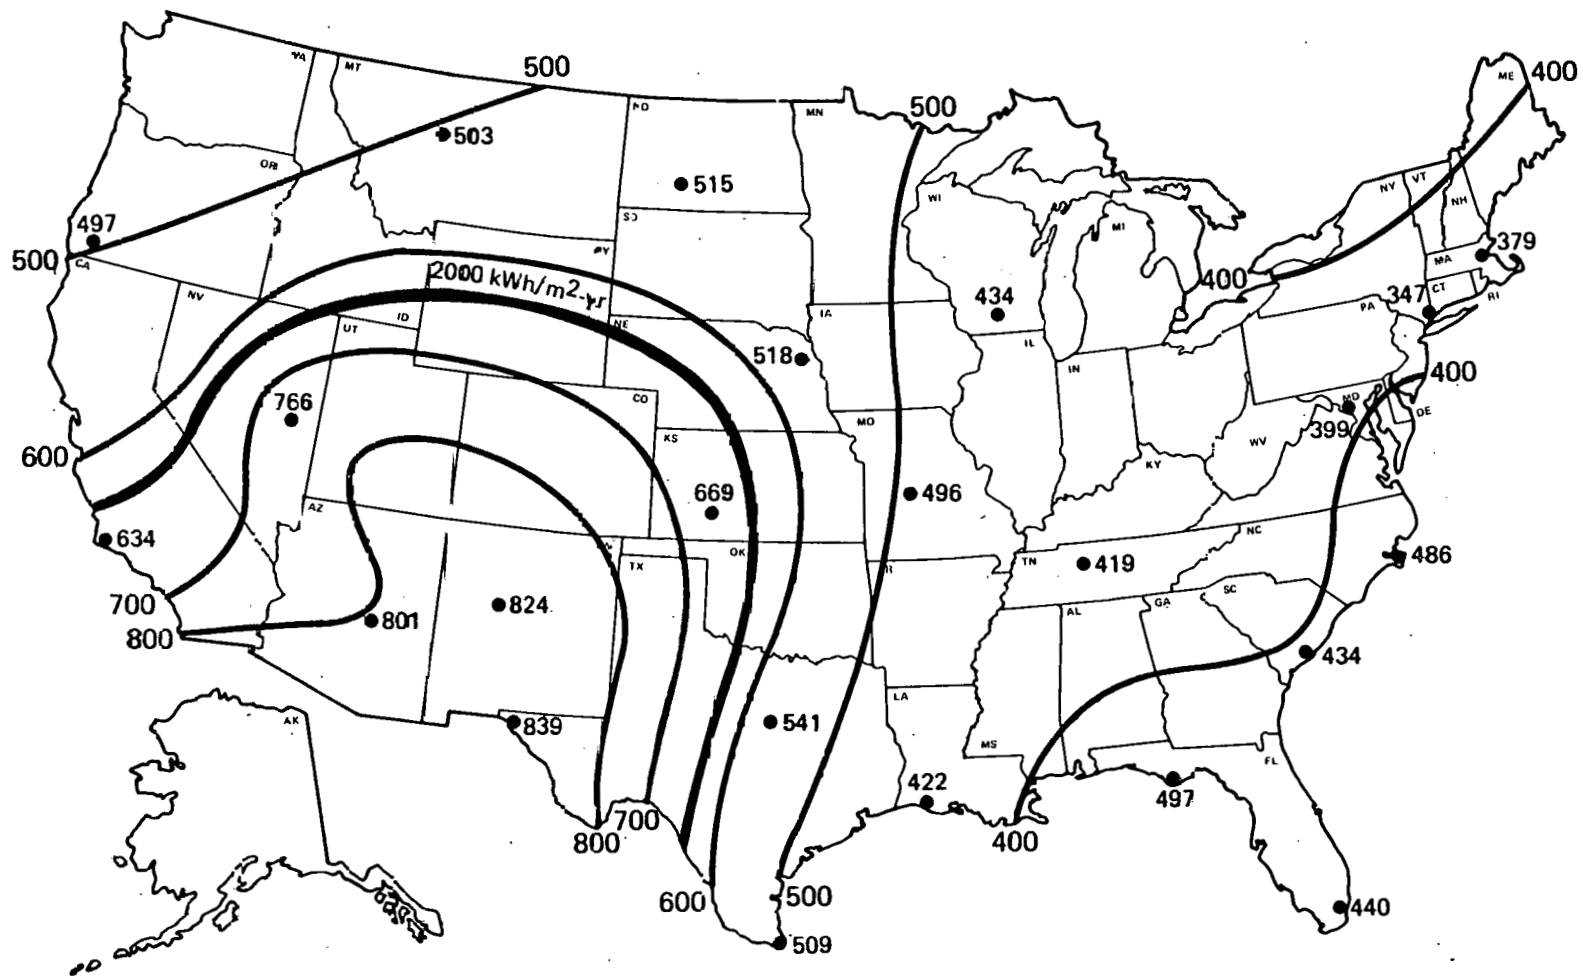 500
400
WA
MT
ME
500
503
ND
MN
515
ORI
WI
NY
VT
NH
SD
MI
497
379
500
CA
WY
MA
2000 kWh/m2-yr
400
CT
RI
NV
434
347
ID
NE
IA
PA
UT
IL
518
IN
400
766
CO
MD
DE
MO
399
KS
WV
600
KY
669
496
AZ
634
NC
OK
486
TX
TN
419
700
824
SC
AL
GA
801
800
434
LA
AK
541
839
MS
FL
422
497
700
800
400
600
500
440
509